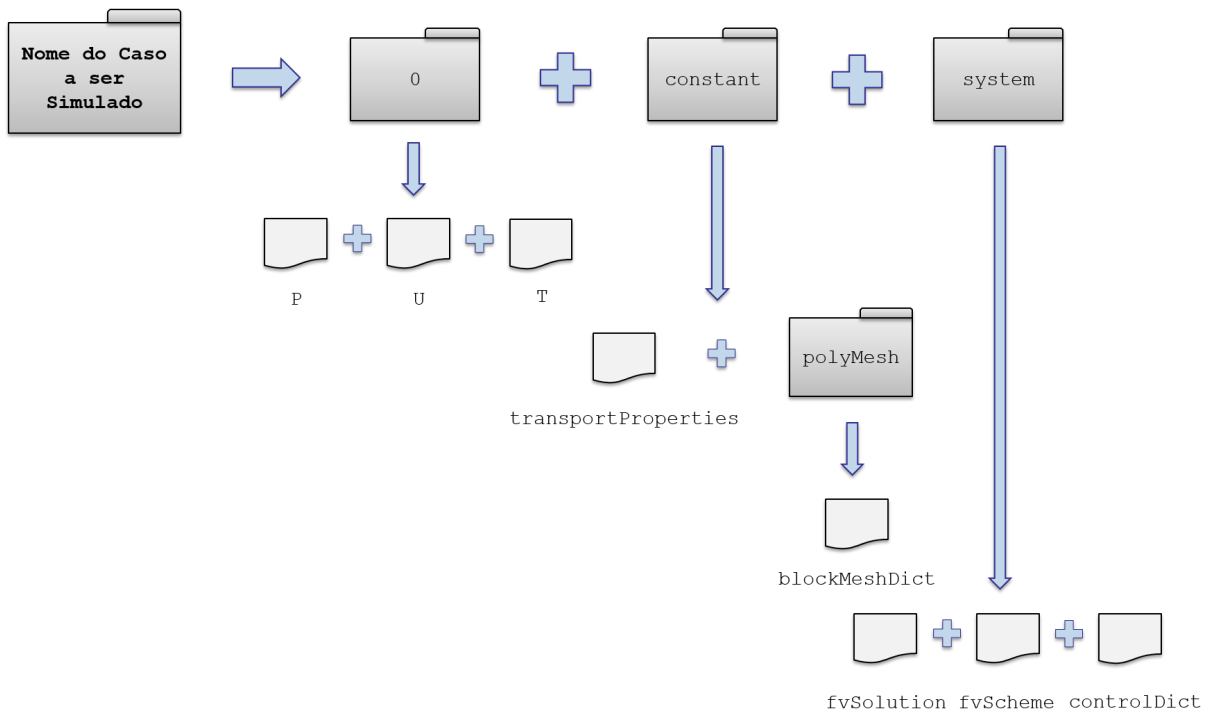 Nome do Caso
a ser
Simulado
0
constant
system
P
U
T
polyMesh
transportProperties
blockMeshDict
fvSolution
fvScheme
controlDict